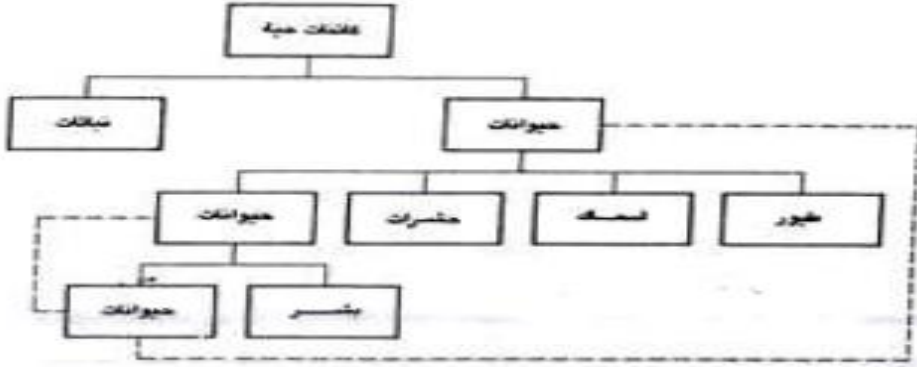 كائنات حية
نباتات
حيوانات
حيوانات
حشرات
أسماك
طيور
حيوانات
بشر